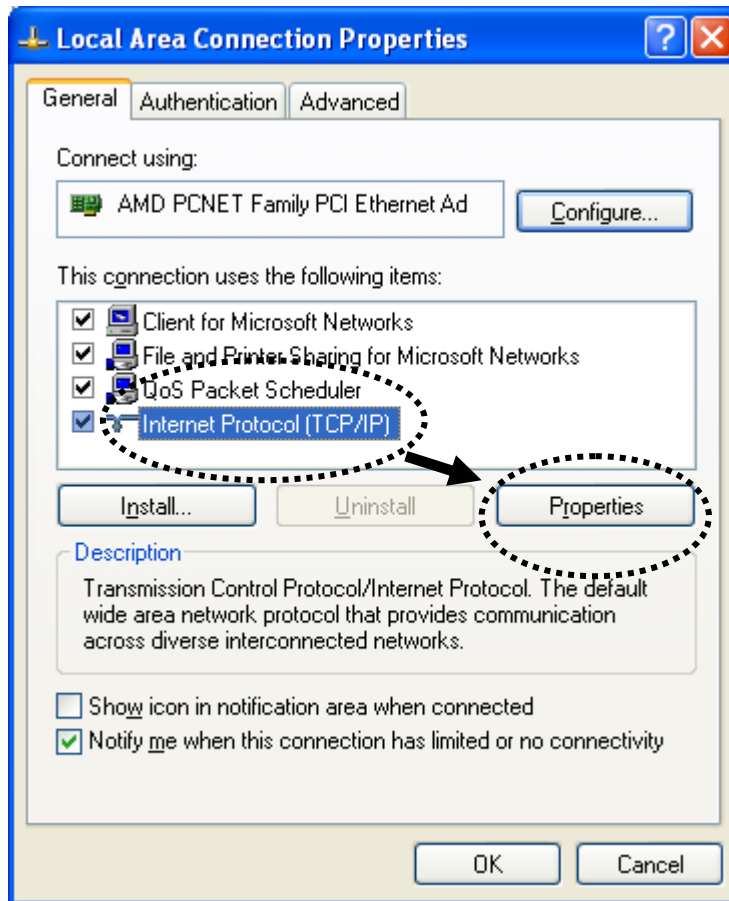 Local Area Connection Properties
General Authentication Advanced
Connect using:
AMD PCNET Family PCI Ethernet Ad Configure...
This connection uses the following items:
Client for Microsoft Networks
File and Printer Sharing for Microsoft Networks
QoS Packet Scheduler
Internet Protocol (TCP/IP)
Install... Uninstall Properties
Description
Transmission Control Protocol/Internet Protocol. The default
wide area network protocol that provides communication
across diverse interconnected networks.
Show icon in notification area when connected
Notify me when this connection has limited or no connectivity
OK Cancel